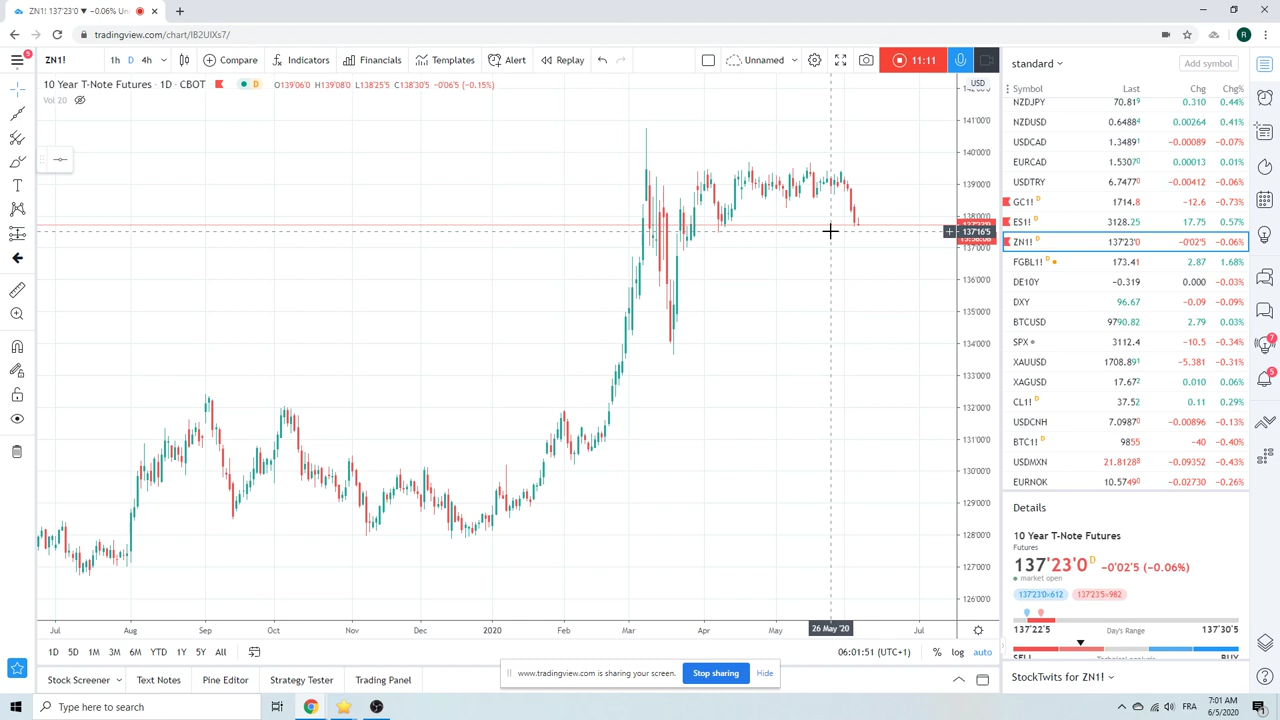 ZN1! 137'23'0 ▼ −0.06% Un
tradingview.com/chart/IB2UlXs7/
R
5
ZN1!
1h D 4h
Compare
Indicators
Financials
Templates
Alert
Replay
Unnamed
11:11
10 Year T-Note Futures · 1D · CBOT
D
H139'08'0 L138'25'5 C138'30'5 −0'06'5 (−0.15%)
Vol 20
USD
141'00'0
140'00'0
139'00'0
138'00'0
137'16'5
137'00'0
136'00'0
135'00'0
134'00'0
133'00'0
132'00'0
131'00'0
130'00'0
129'00'0
128'00'0
127'00'0
126'00'0
Jul Aug Sep Oct Nov Dec 2020 Feb Mar Apr May 26 May '20 Jul
1D 5D 1M 3M 6M YTD 1Y 5Y All
06:01:51 (UTC+1) % log auto
Stock Screener Text Notes Pine Editor Strategy Tester Trading Panel
www.tradingview.com is sharing your screen. Stop sharing Hide
standard
Add symbol
Symbol Last Chg Chg%
NZDJPY 70.819 0.310 0.44%
NZDUSD 0.64884 0.00264 0.41%
USDCAD 1.34891 −0.00089 −0.07%
EURCAD 1.53070 0.00013 0.01%
USDTRY 6.74770 −0.00412 −0.06%
GC1! D 1714.8 −12.6 −0.73%
ES1! D 3128.25 17.75 0.57%
ZN1! D 137'23'0 −0'02'5 −0.06%
FGBL1! D 173.41 2.87 1.68%
DE10Y −0.319 0.000 −0.03%
DXY 96.67 −0.09 −0.09%
BTCUSD 9790.82 2.79 0.03%
SPX 3112.4 −10.5 −0.34%
XAUUSD 1708.891 −5.381 −0.31%
XAGUSD 17.672 0.010 0.06%
CL1! D 37.52 0.11 0.29%
USDCNH 7.09870 −0.00896 −0.13%
BTC1! D 9855 −40 −0.40%
USDMXN 21.81288 −0.09352 −0.43%
EURNOK 10.57490 −0.02730 −0.26%
7
5
Details
10 Year T-Note Futures
Futures
137'23'0 D −0'02'5 (−0.06%)
market open
137'23'0×612 137'23'5×982
137'22'5 Day's Range 137'30'5
StockTwits for ZN1!
Type here to search
FRA
7:01 AM
6/5/2020
1